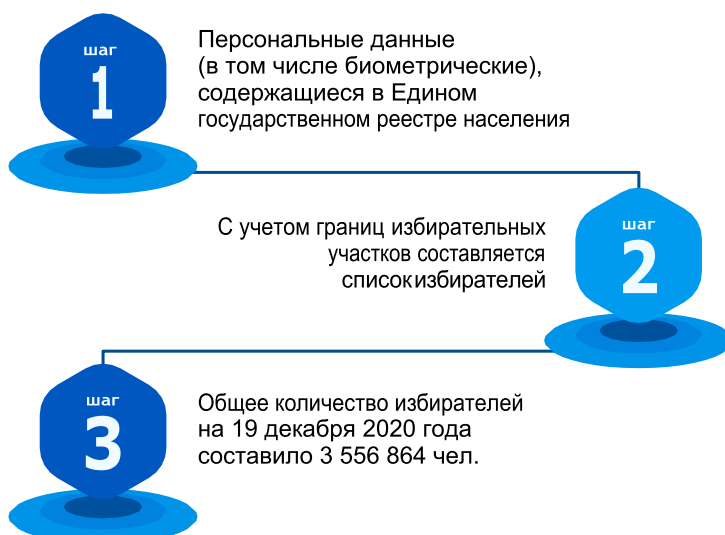 шаг
1
Персональные данные
(в том числе биометрические),
содержащиеся в Едином
государственном реестре населения
С учетом границ избирательных
участков составляется
список избирателей
шаг
2
шаг
3
Общее количество избирателей
на 19 декабря 2020 года
составило 3 556 864 чел.